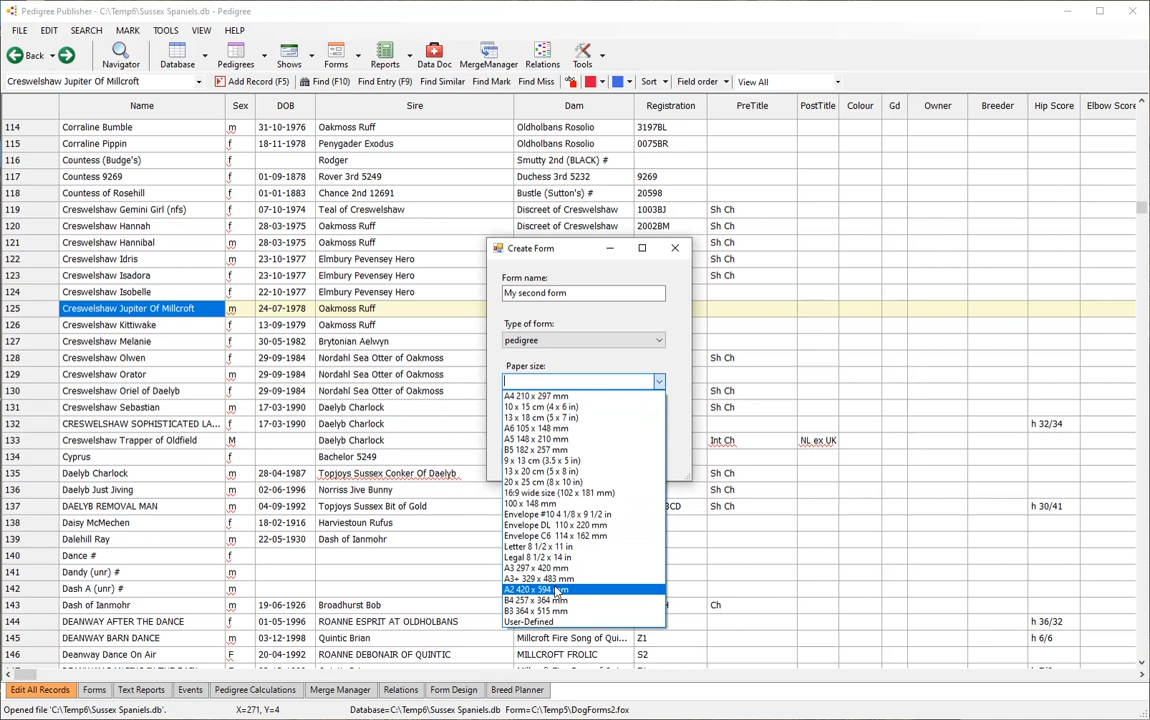 Pedigree Publisher - C:\Temp6\Sussex Spaniels.db - Pedigree
FILE EDIT SEARCH MARK TOOLS VIEW HELP
Back Navigator Database Pedigrees Shows Forms Reports Data Doc MergeManager Relations Tools
Creswelshaw Jupiter Of Millcroft Add Record (F5) Find (F10) Find Entry (F9) Find Similar Find Mark Find Miss abc Sort Field order View All
Name Sex DOB Sire Dam Registration PreTitle PostTitle Colour Gd Owner Breeder Hip Score Elbow Score
114 Corraline Bumble m 31-10-1976 Oakmoss Ruff Oldholbans Rosolio 3197BL
115 Corraline Pippin f 18-11-1978 Penygader Exodus Oldholbans Rosolio 0075BR
116 Countess (Budge's) f Rodger Smutty 2nd (BLACK) #
117 Countess 9269 f 01-09-1878 Rover 3rd 5249 Duchess 3rd 5232 9269
118 Countess of Rosehill f 01-01-1883 Chance 2nd 12691 Bustle (Sutton's) # 20598
119 Creswelshaw Gemini Girl (nfs) f 07-10-1974 Teal of Creswelshaw Discreet of Creswelshaw 1003BJ Sh Ch
120 Creswelshaw Hannah f 28-03-1975 Oakmoss Ruff Discreet of Creswelshaw 2002BM Sh Ch
121 Creswelshaw Hannibal m 28-03-1975 Oakmoss Ruff Sh Ch
122 Creswelshaw Idris m 23-10-1977 Elmbury Pevensey Hero Sh Ch
123 Creswelshaw Isadora f 23-10-1977 Elmbury Pevensey Hero Sh Ch
124 Creswelshaw Isobelle f 22-10-1977 Elmbury Pevensey Hero
125 Creswelshaw Jupiter Of Millcroft m 24-07-1978 Oakmoss Ruff
126 Creswelshaw Kittiwake f 13-09-1979 Oakmoss Ruff
127 Creswelshaw Melanie f 30-05-1982 Brytonian Aelwyn
128 Creswelshaw Olwen f 29-09-1984 Nordahl Sea Otter of Oakmoss Sh Ch
129 Creswelshaw Orator m 29-09-1984 Nordahl Sea Otter of Oakmoss
130 Creswelshaw Oriel of Daelyb f 29-09-1984 Nordahl Sea Otter of Oakmoss Sh Ch
131 Creswelshaw Sebastian m 17-03-1990 Daelyb Charlock Sh Ch
132 CRESWELSHAW SOPHISTICATED LA... f 17-03-1990 Daelyb Charlock h 32/34
133 Creswelshaw Trapper of Oldfield M Daelyb Charlock Int Ch NL ex UK
134 Cyprus f Bachelor 5249
135 Daelyb Charlock m 28-04-1987 Topjoys Sussex Conker Of Daelyb Sh Ch
136 Daelyb Just Jiving m 02-06-1996 Norriss Jive Bunny Sh Ch
137 DAELYB REMOVAL MAN m 04-09-1992 Topjoys Sussex Bit of Gold Sh Ch h 30/41
138 Daisy McMechen f 18-02-1916 Harviestoun Rufus
139 Dalehill Ray m 22-05-1930 Dash of Ianmohr
140 Dance # f
141 Dandy (unr) # m
142 Dash A (unr) # m
143 Dash of Ianmohr m 19-06-1926 Broadhurst Bob Ch
144 DEANWAY AFTER THE DANCE f 01-05-1996 ROANNE ESPRIT AT OLDHOLBANS h 36/32
145 DEANWAY BARN DANCE m 03-12-1998 Quintic Brian Millcroft Fire Song of Qui... Z1 h 6/6
146 Deanway Dance On Air F 20-10-1992 ROANNE DEBONAIR OF QUINTIC MILLCROFT FROLIC S2
Create Form
Form name:
My second form
Type of form:
pedigree
Paper size:
A4 210 x 297 mm
10 x 15 cm (4 x 6 in)
13 x 18 cm (5 x 7 in)
A6 105 x 148 mm
A5 148 x 210 mm
B5 182 x 257 mm
9 x 13 cm (3.5 x 5 in)
13 x 20 cm (5 x 8 in)
20 x 25 cm (8 x 10 in)
16:9 wide size (102 x 181 mm)
100 x 148 mm
Envelope #10 4 1/8 x 9 1/2 in
Envelope DL 110 x 220 mm
Envelope C6 114 x 162 mm
Letter 8 1/2 x 11 in
Legal 8 1/2 x 14 in
A3 297 x 420 mm
A3+ 329 x 483 mm
A2 420 x 594 mm
B4 257 x 364 mm
B3 364 x 515 mm
User-Defined
Edit All Records Forms Text Reports Events Pedigree Calculations Merge Manager Relations Form Design Breed Planner
Opened file 'C:\Temp6\Sussex Spaniels.db'. X=271, Y=4 Database=C:\Temp6\Sussex Spaniels.db Form=C:\Temp5\DogForms2.fox